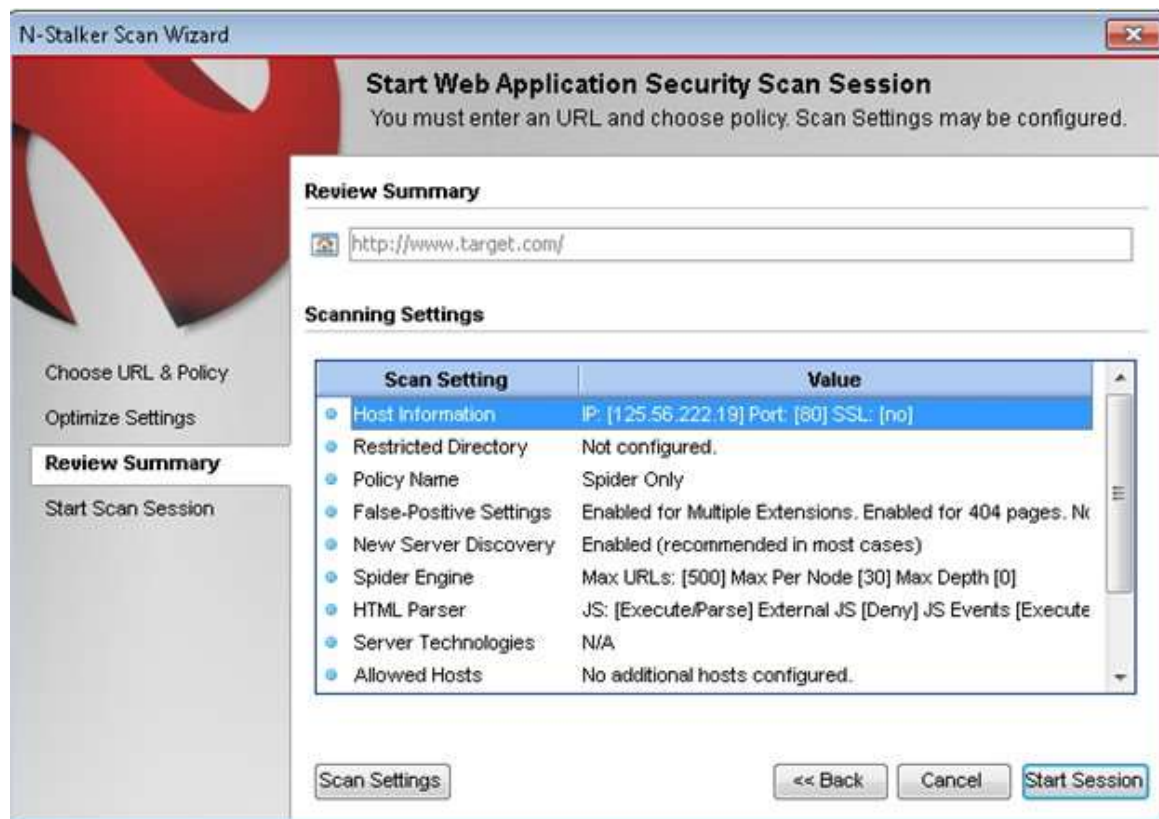 N-Stalker Scan Wizard
Start Web Application Security Scan Session
You must enter an URL and choose policy. Scan Settings may be configured.
Choose URL & Policy
Optimize Settings
Review Summary
Start Scan Session
Review Summary
http://www.target.com/
Scanning Settings
Scan Setting Value
Host Information IP: [125.56.222.19] Port: [80] SSL: [no]
Restricted Directory Not configured.
Policy Name Spider Only
False-Positive Settings Enabled for Multiple Extensions. Enabled for 404 pages.
New Server Discovery Enabled (recommended in most cases)
Spider Engine Max URLs: [500] Max Per Node [30] Max Depth [0]
HTML Parser JS: [Execute/Parse] External JS [Deny] JS Events [Execute
Server Technologies N/A
Allowed Hosts No additional hosts configured.
Scan Settings << Back Cancel Start Session